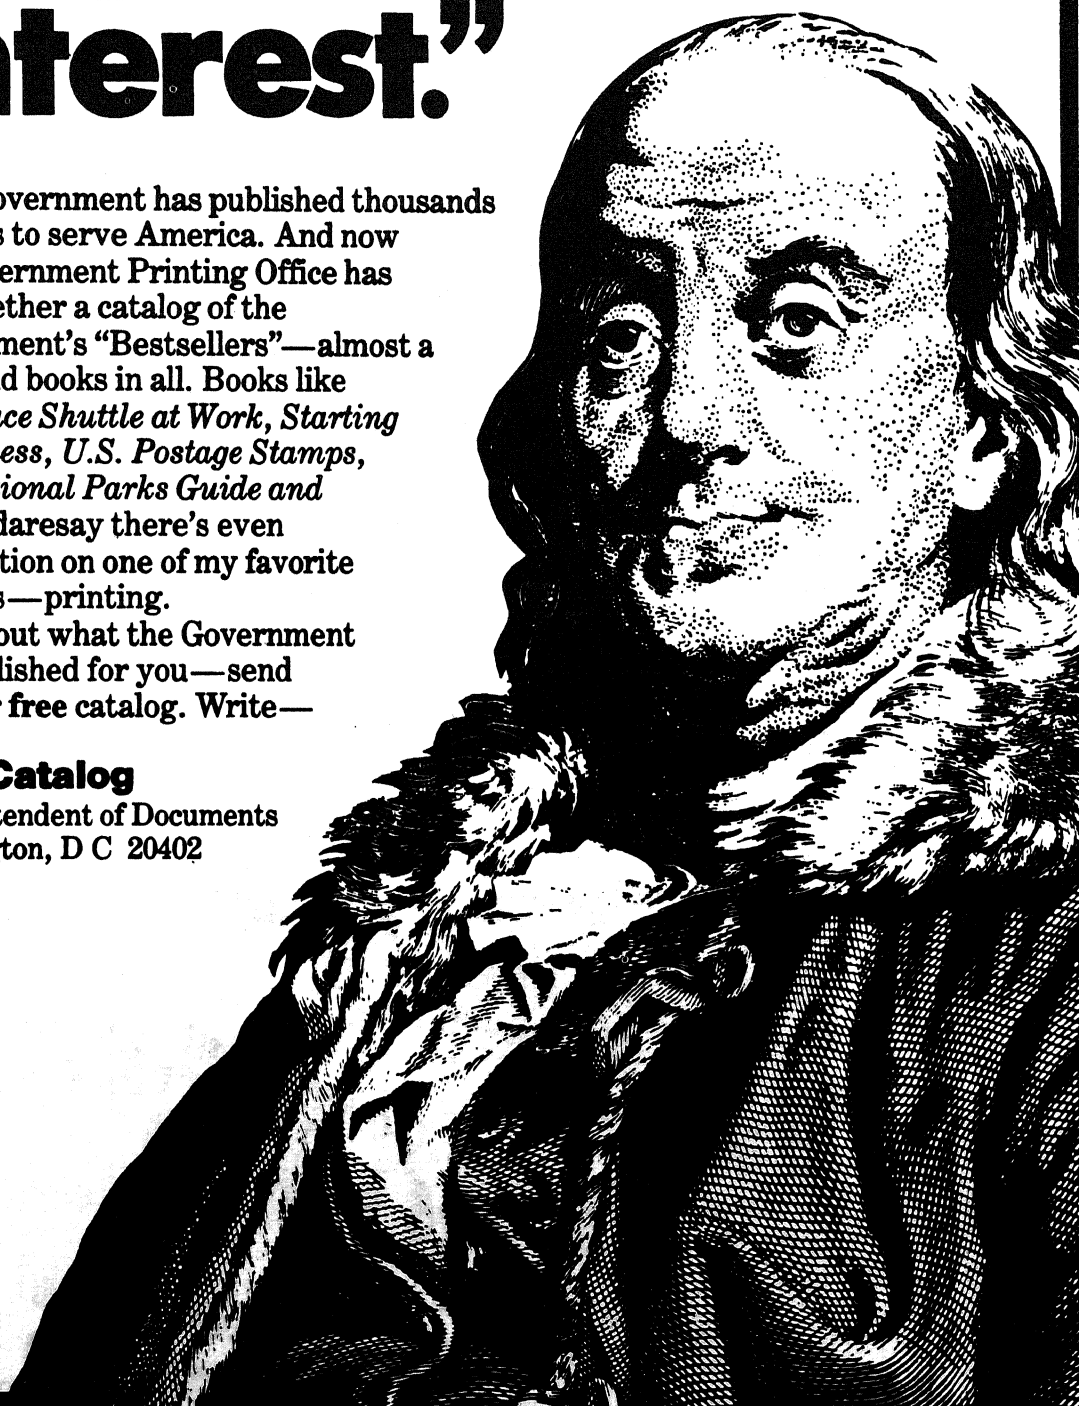 nterest.”
overnment has published thousands
s to serve America. And now
ernment Printing Office has
ether a catalog of the
ment’s “Bestsellers”—almost a
d books in all. Books like
ce Shuttle at Work, Starting
ess, U.S. Postage Stamps,
ional Parks Guide and
daresay there’s even
tion on one of my favorite
s—printing.
out what the Government
lished for you—send
r free catalog. Write—
Catalog
tendent of Documents
ton, D C 20402